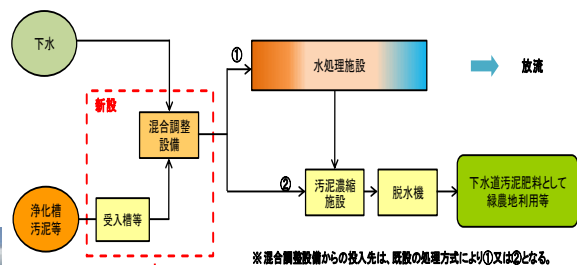 下水
①
水処理施設
放流
新設
混合調整
設備
②
汚泥濃縮
施設
脱水機
下水道汚泥肥料として
緑農地利用等
浄化槽
汚泥等
受入槽等
※混合調整設備からの投入先は、既設の処理方式により①又は②となる。